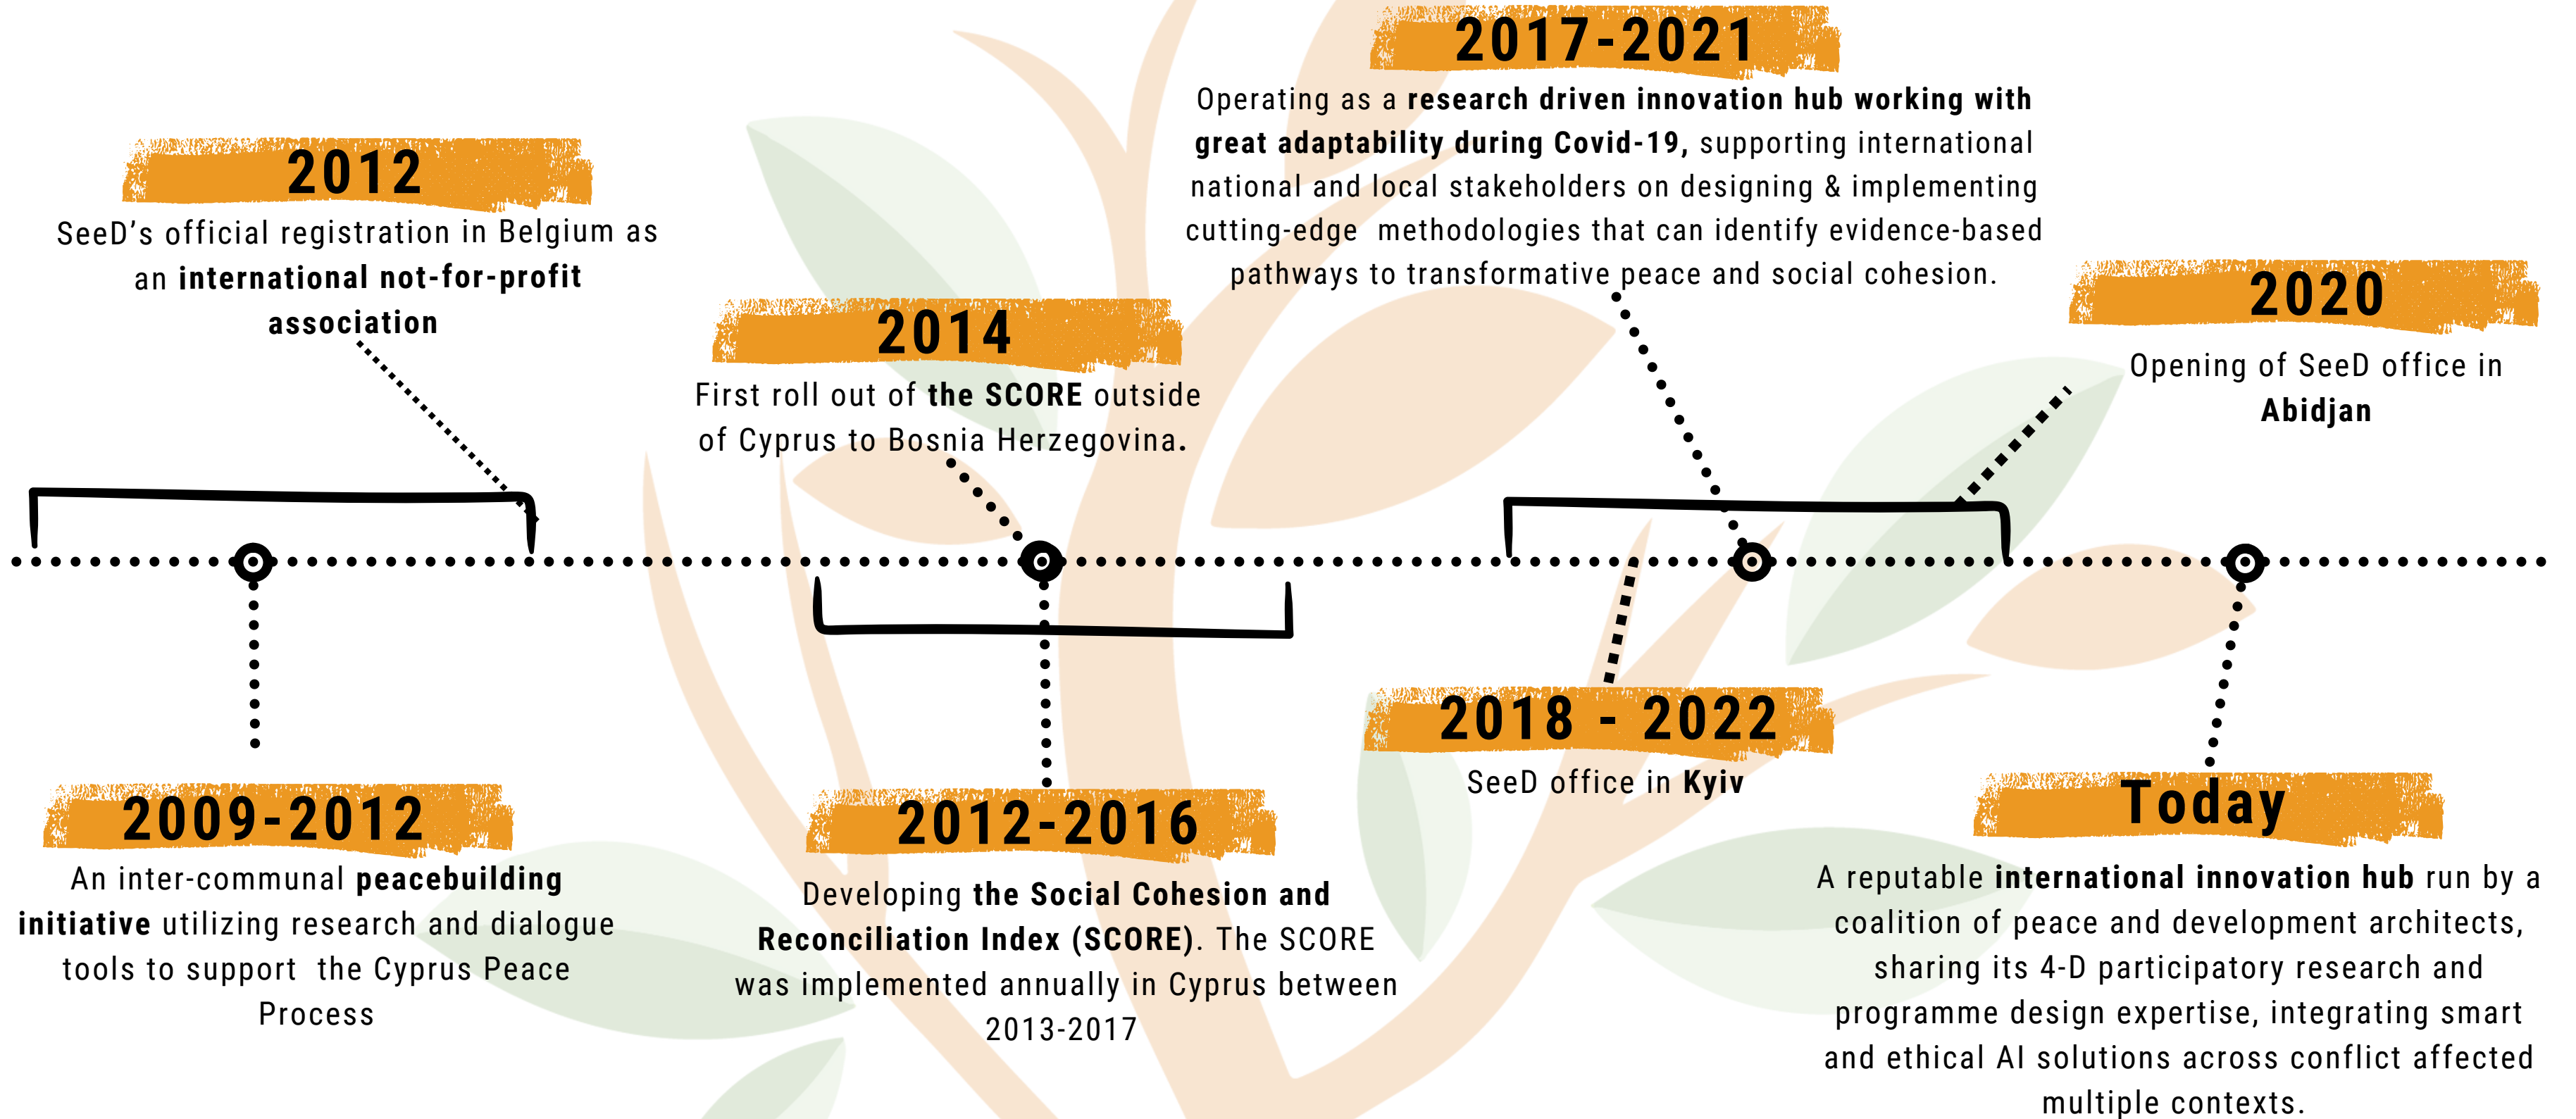 2012
SeeD’s official registration in Belgium as
an international not-for-profit
association
2014
First roll out of the SCORE outside
of Cyprus to Bosnia Herzegovina.
2017-2021
Operating as a research driven innovation hub working with
great adaptability during Covid-19, supporting international
national and local stakeholders on designing & implementing
cutting-edge methodologies that can identify evidence-based
pathways to transformative peace and social cohesion.
2020
Opening of SeeD office in
Abidjan
2009-2012
An inter-communal peacebuilding
initiative utilizing research and dialogue
tools to support the Cyprus Peace
Process
2012-2016
Developing the Social Cohesion and
Reconciliation Index (SCORE). The SCORE
was implemented annually in Cyprus between
2013-2017
2018 - 2022
SeeD office in Kyiv
Today
A reputable international innovation hub run by a
coalition of peace and development architects,
sharing its 4-D participatory research and
programme design expertise, integrating smart
and ethical AI solutions across conflict affected
multiple contexts.